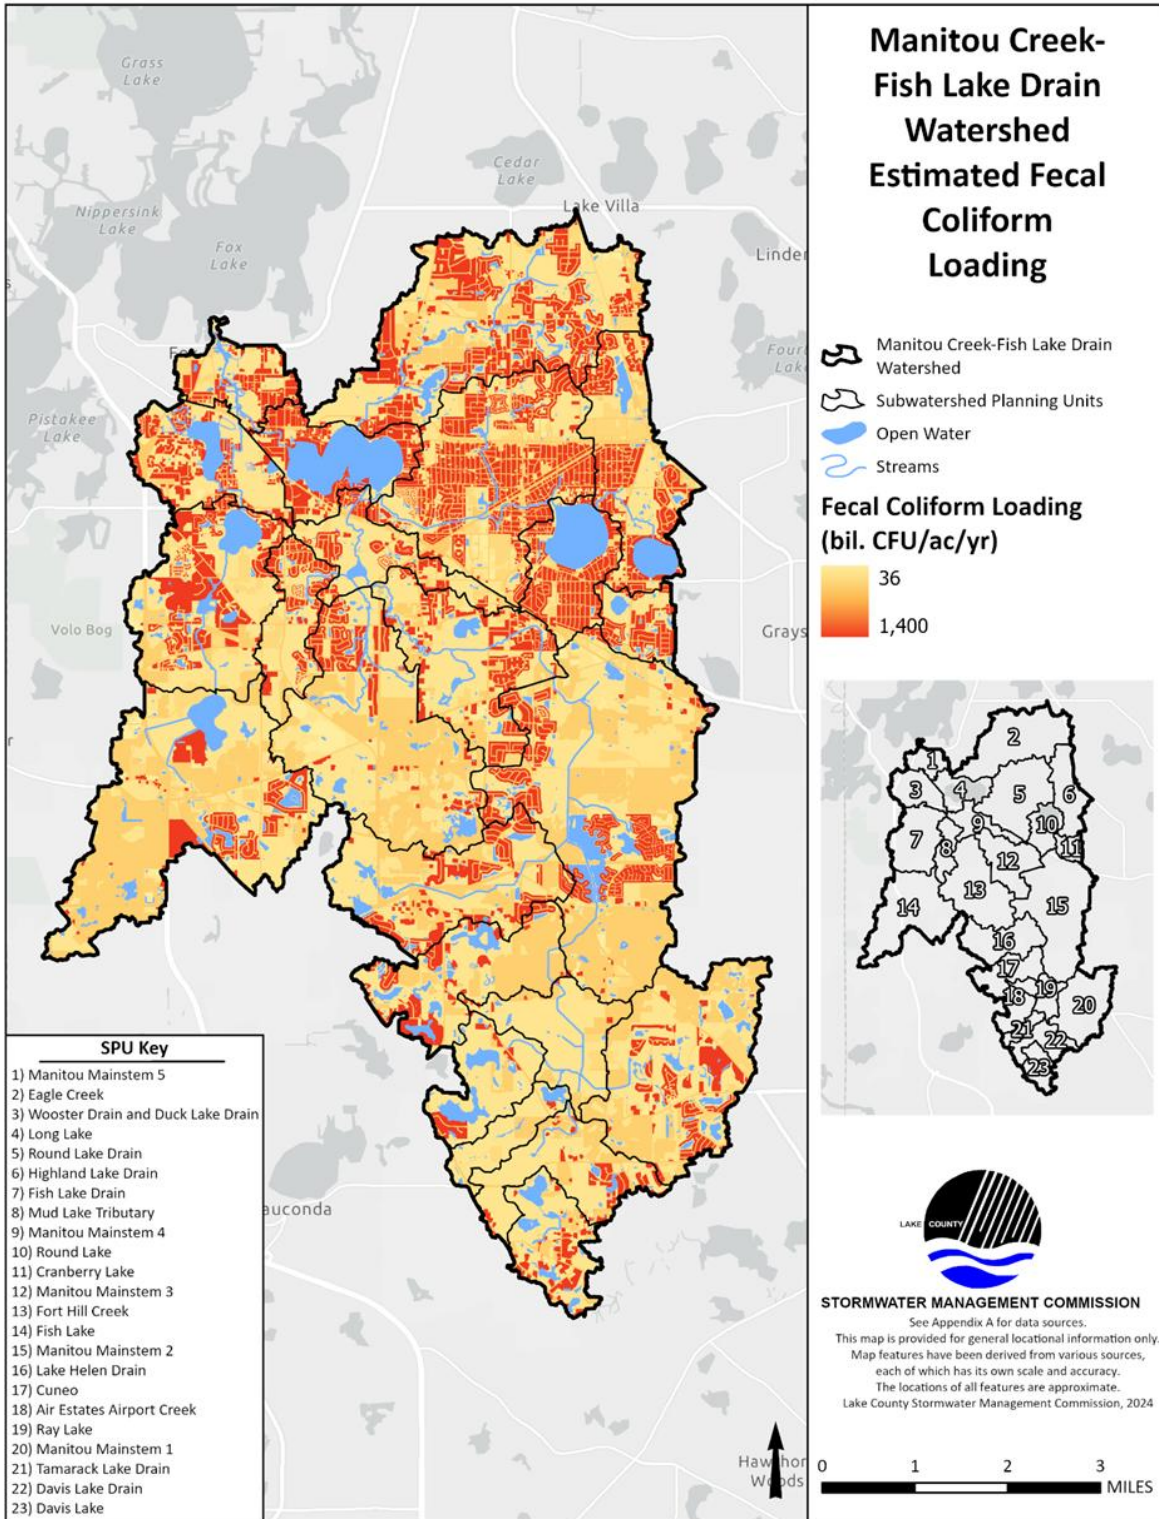 Manitou Creek-
Fish Lake Drain
Watershed
Estimated Fecal
Coliform
Loading
Manitou Creek-Fish Lake Drain
Watershed
Subwatershed Planning Units
Open Water
Streams
Fecal Coliform Loading
(bil. CFU/ac/yr)
36
1,400
Grass
Lake
Cedar
Lake
Nippersink
Lake
Fox
Lake
Lake Villa
Pistakee
Lake
Volo Bog
Grays
auconda
1
2
3
4
5
6
7
8
9
10
11
12
13
14
15
16
17
18
19
20
21
22
23
SPU Key
1) Manitou Mainstem 5
2) Eagle Creek
3) Wooster Drain and Duck Lake Drain
4) Long Lake
5) Round Lake Drain
6) Highland Lake Drain
7) Fish Lake Drain
8) Mud Lake Tributary
9) Manitou Mainstem 4
10) Round Lake
11) Cranberry Lake
12) Manitou Mainstem 3
13) Fort Hill Creek
14) Fish Lake
15) Manitou Mainstem 2
16) Lake Helen Drain
17) Cuneo
18) Air Estates Airport Creek
19) Ray Lake
20) Manitou Mainstem 1
21) Tamarack Lake Drain
22) Davis Lake Drain
23) Davis Lake
LAKE COUNTY
STORMWATER MANAGEMENT COMMISSION
See Appendix A for data sources.
This map is provided for general locational information only.
Map features have been derived from various sources,
each of which has its own scale and accuracy.
The locations of all features are approximate.
Lake County Stormwater Management Commission, 2024
0 1 2 3
MILES